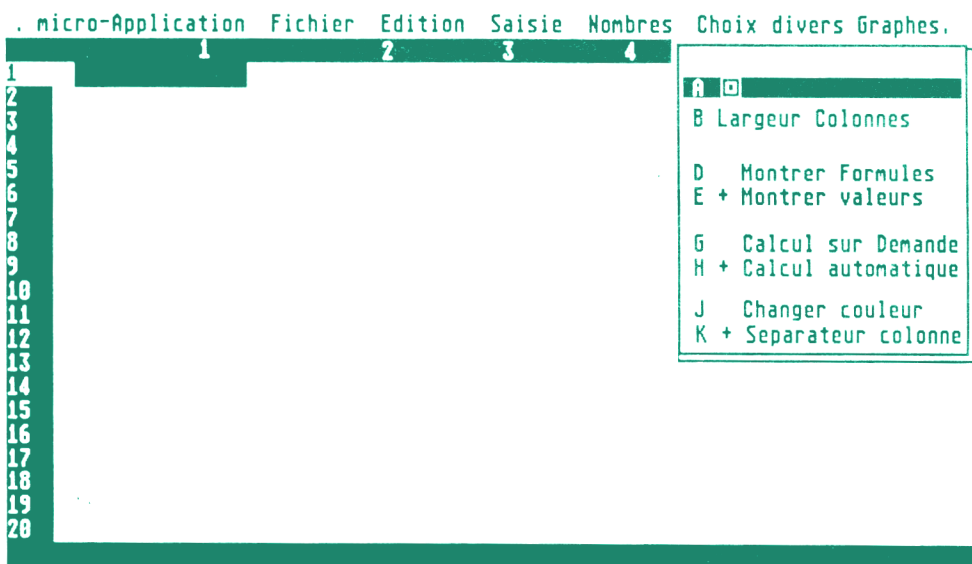 . micro-Application Fichier Edition Saisie Nombres Choix divers Graphes.
1 2 3 4
1
A
2
3
B Largeur Colonnes
4
5
D Montrer Formules
6
E + Montrer valeurs
7
8
G Calcul sur Demande
9
H + Calcul automatique
10
11
J Changer couleur
12
K + Separateur colonne
13
14
15
16
17
18
19
20